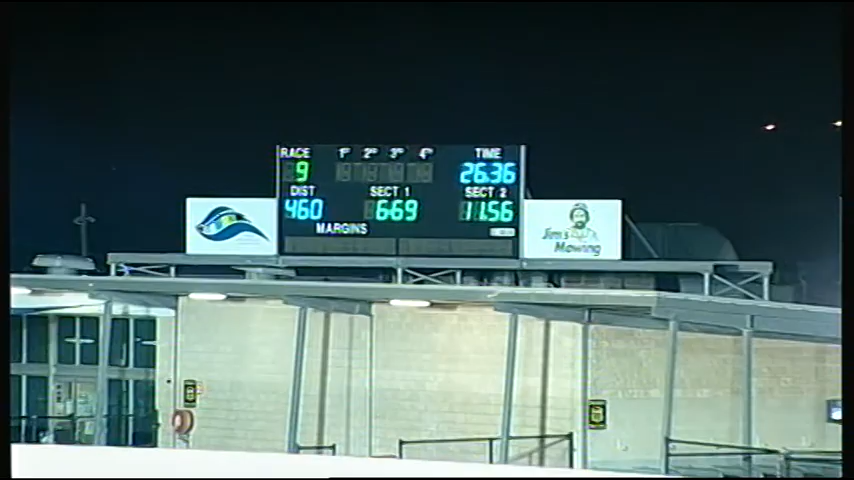 RACE 1st 2nd 3rd 4th TIME
9 26.36
DIST SECT 1 SECT 2
460 6.69 11.56
MARGINS
Jim's
Mowing